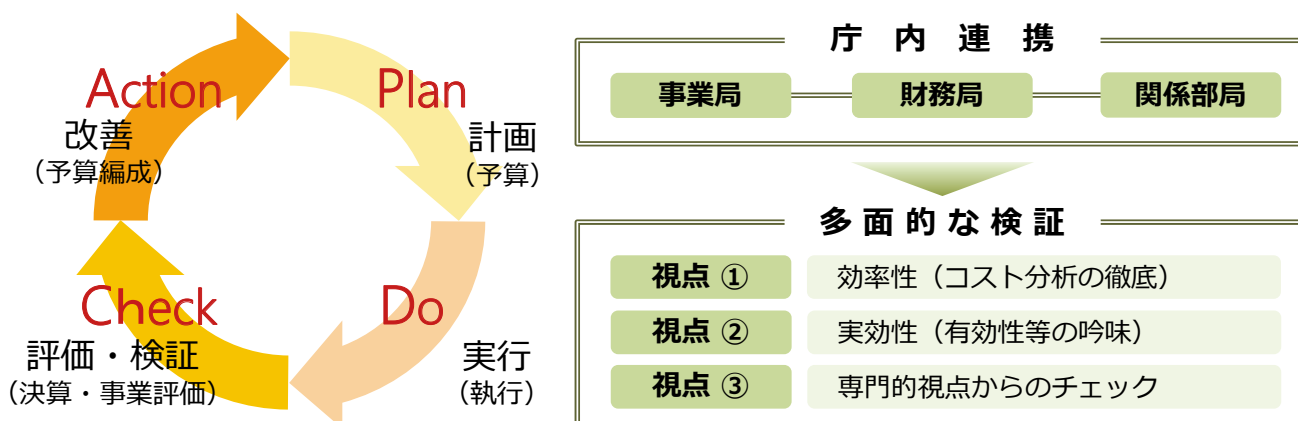 Action
改善
（予算編成）
Plan
計画
（予算）
Check
評価・検証
（決算・事業評価）
Do
実行
（執行）
庁内連携
事業局
財務局
関係部局
多面的な検証
視点 ①
効率性（コスト分析の徹底）
視点 ②
実効性（有効性等の吟味）
視点 ③
専門的視点からのチェック